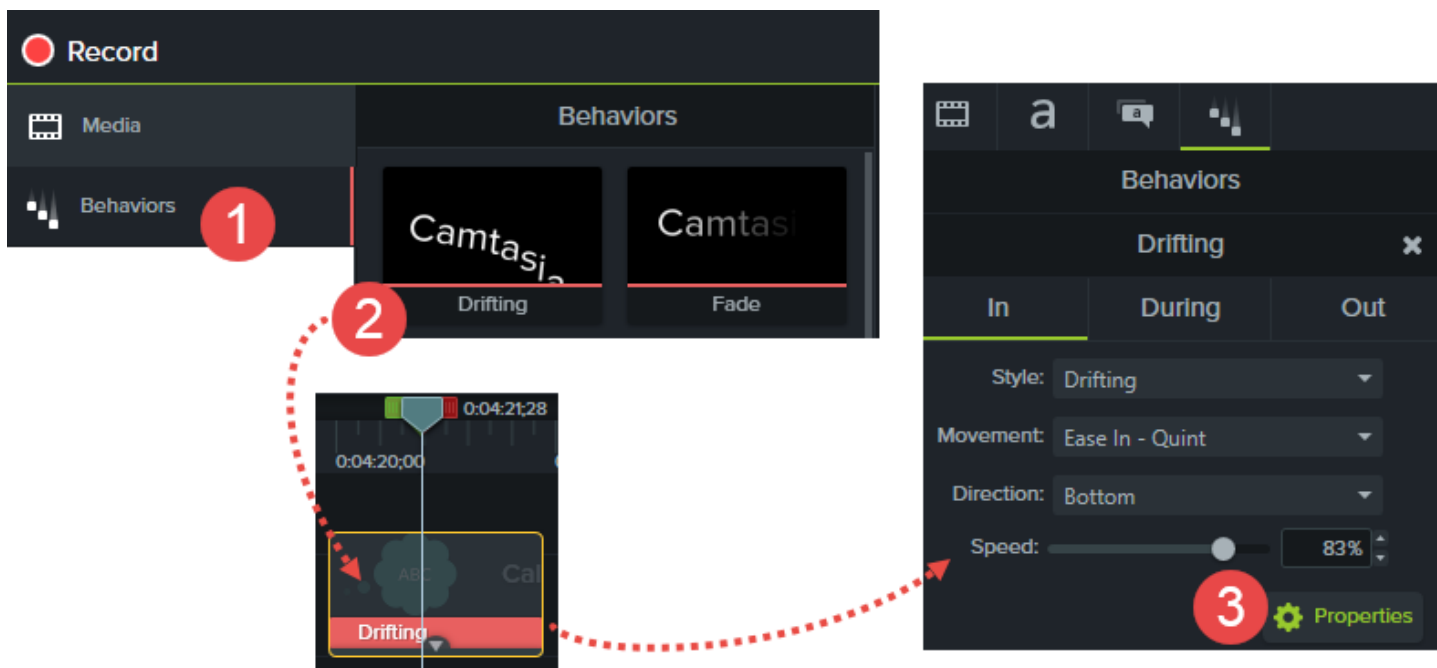 Record
Media
Behaviors
1
Behaviors
Camtasia
Drifting
Camtasi
Fade
2
0:04:21;28
0:04:20;00
ABC
Cal
Drifting
a
a
Behaviors
Drifting
In During Out
Style: Drifting
Movement: Ease In - Quint
Direction: Bottom
Speed: 83%
3
Properties